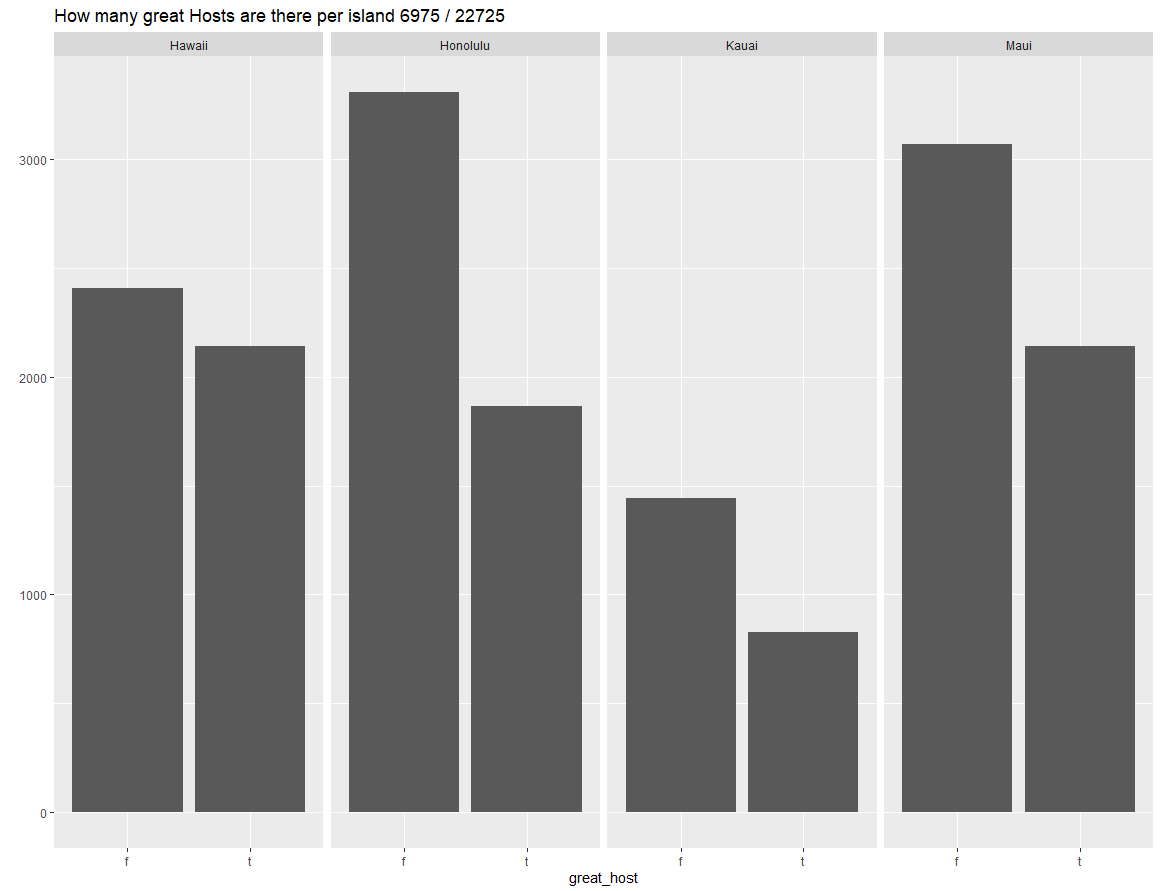 How many great Hosts are there per island 6975 / 22725
Hawaii Honolulu Kauai Maui
3000
2000
1000
0
f t f t f t f t
great_host